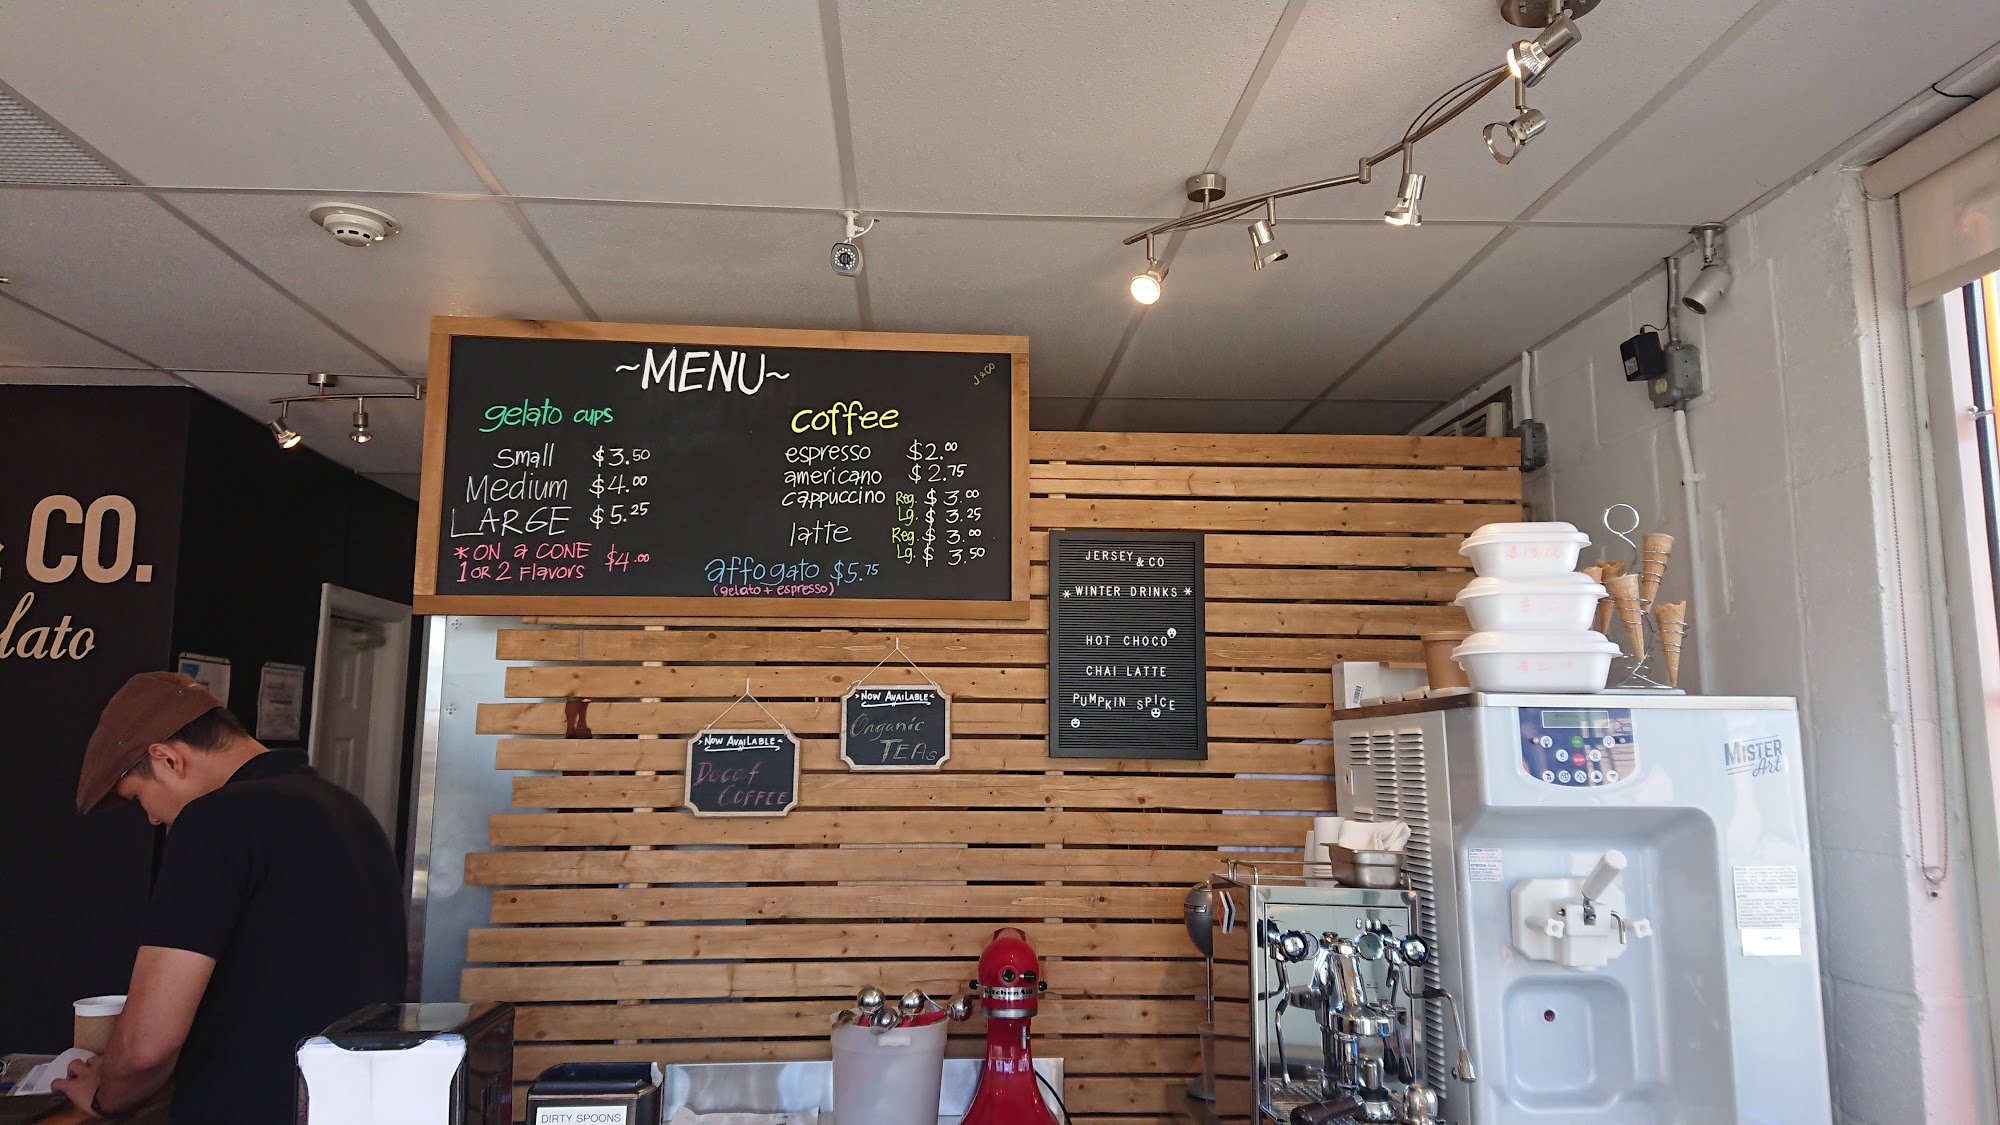 ~MENU~
J&CO
gelato cups
Small $3.50
Medium $4.00
LARGE $5.25
*ON a CONE $4.00
1 OR 2 Flavors
coffee
espresso $2.00
americano $2.75
cappuccino Reg. $3.00
Lg. $3.25
latte Reg. $3.00
Lg. $3.50
affogato $5.75
(gelato + espresso)
& CO.
lato
JERSEY & CO
*WINTER DRINKS*
HOT CHOCO
CHAI LATTE
PUMPKIN SPICE
NOW AVAILABLE
Organic
TEAs
NOW AVAILABLE
Decaf
COFFEE
MISTER
Art
KitchenAid
DIRTY SPOONS